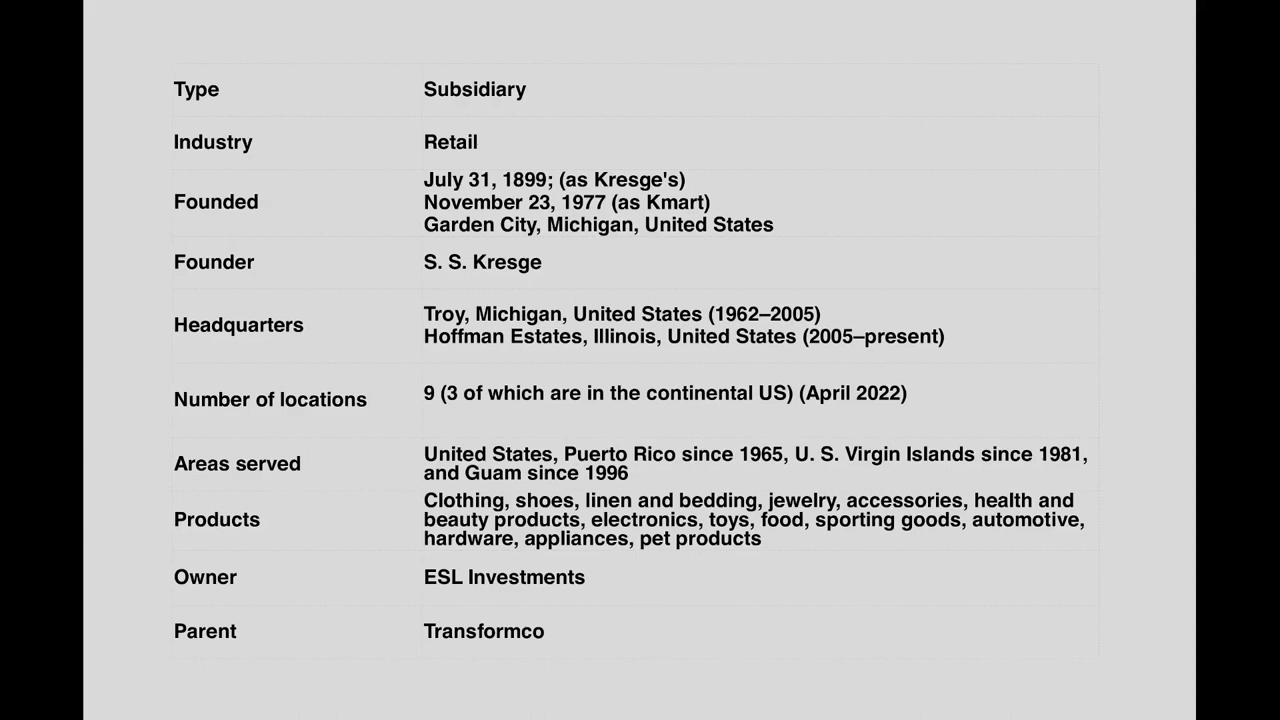 Type Subsidiary
Industry Retail
July 31, 1899; (as Kresge's)
Founded November 23, 1977 (as Kmart)
Garden City, Michigan, United States
Founder S. S. Kresge
Troy, Michigan, United States (1962–2005)
Headquarters
Hoffman Estates, Illinois, United States (2005–present)
Number of locations 9 (3 of which are in the continental US) (April 2022)
United States, Puerto Rico since 1965, U. S. Virgin Islands since 1981,
Areas served
and Guam since 1996
Clothing, shoes, linen and bedding, jewelry, accessories, health and
Products beauty products, electronics, toys, food, sporting goods, automotive,
hardware, appliances, pet products
Owner ESL Investments
Parent Transformco